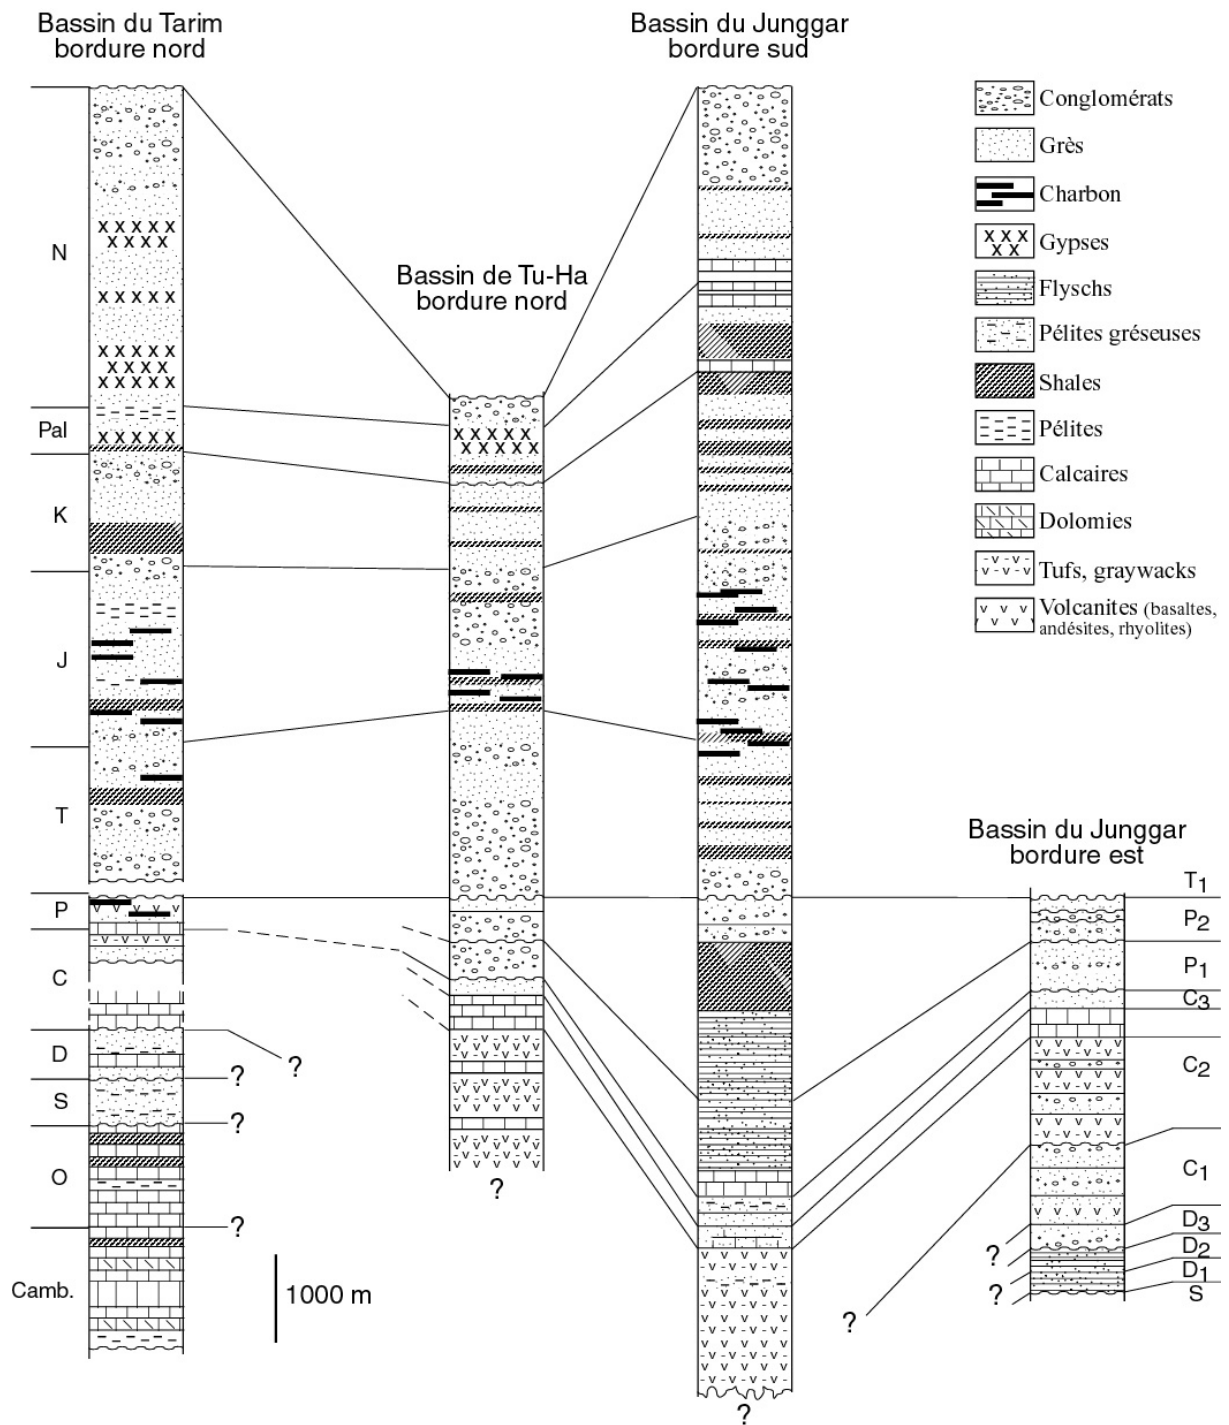 Bassin du Tarim
bordure nord
Bassin du Junggar
bordure sud
Bassin de Tu-Ha
bordure nord
Bassin du Junggar
bordure est
Conglomérats
Grès
Charbon
Gypses
Flyschs
Pélites gréseuses
Shales
Pélites
Calcaires
Dolomies
Tufs, graywacks
Volcanites (basaltes,
andésites, rhyolites)
N
Pal
K
J
T
P
C
D
S
O
Camb.
?
?
?
?
1000 m
?
?
?
?
?
T1
P2
P1
C3
C2
C1
D3
D2
D1
S